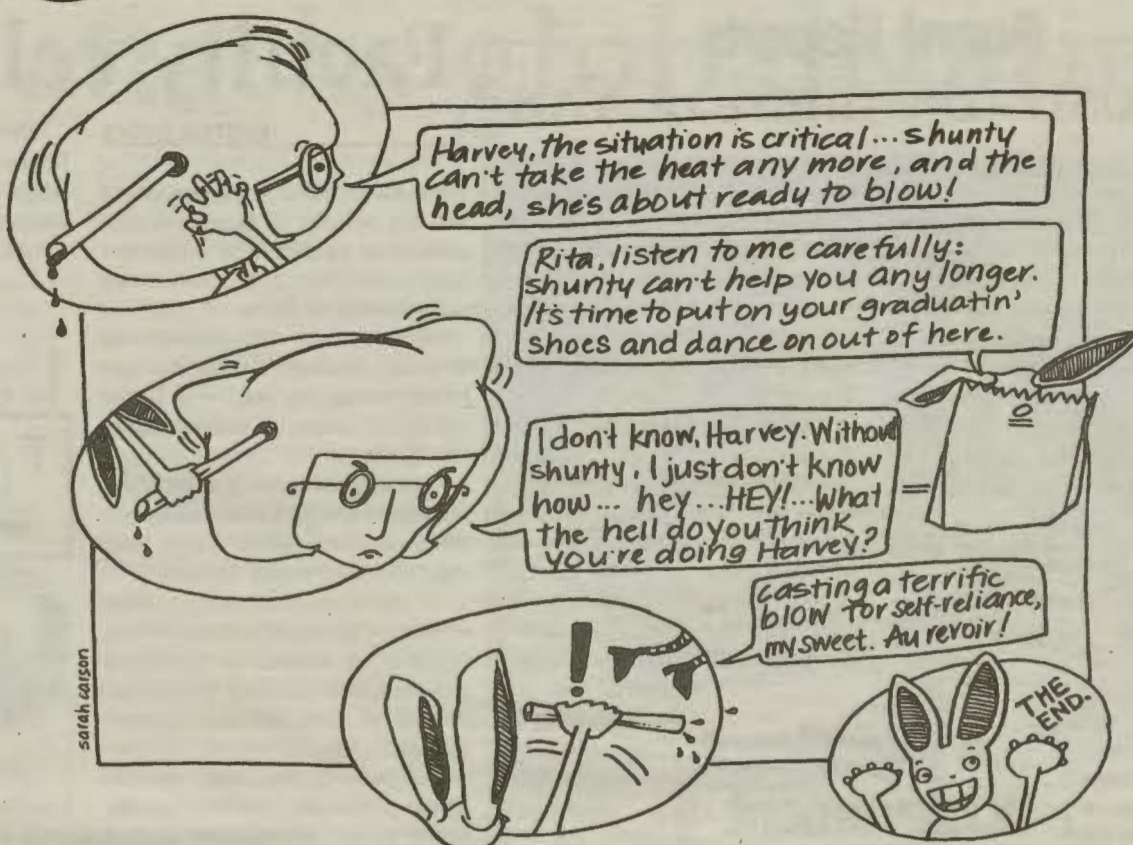 Harvey, the situation is critical... shunty
can't take the heat any more, and the
head, she's about ready to blow!
Rita, listen to me carefully:
shunty can't help you any longer.
It's time to put on your graduatin'
shoes and dance on out of here.
I don't know, Harvey. Without
shunty, I just don't know
how... hey...HEY!...What
the hell do you think
you're doing Harvey?
casting a terrific
blow for self-reliance,
my sweet. Au revoir!
!
THE
END.
sarah carson